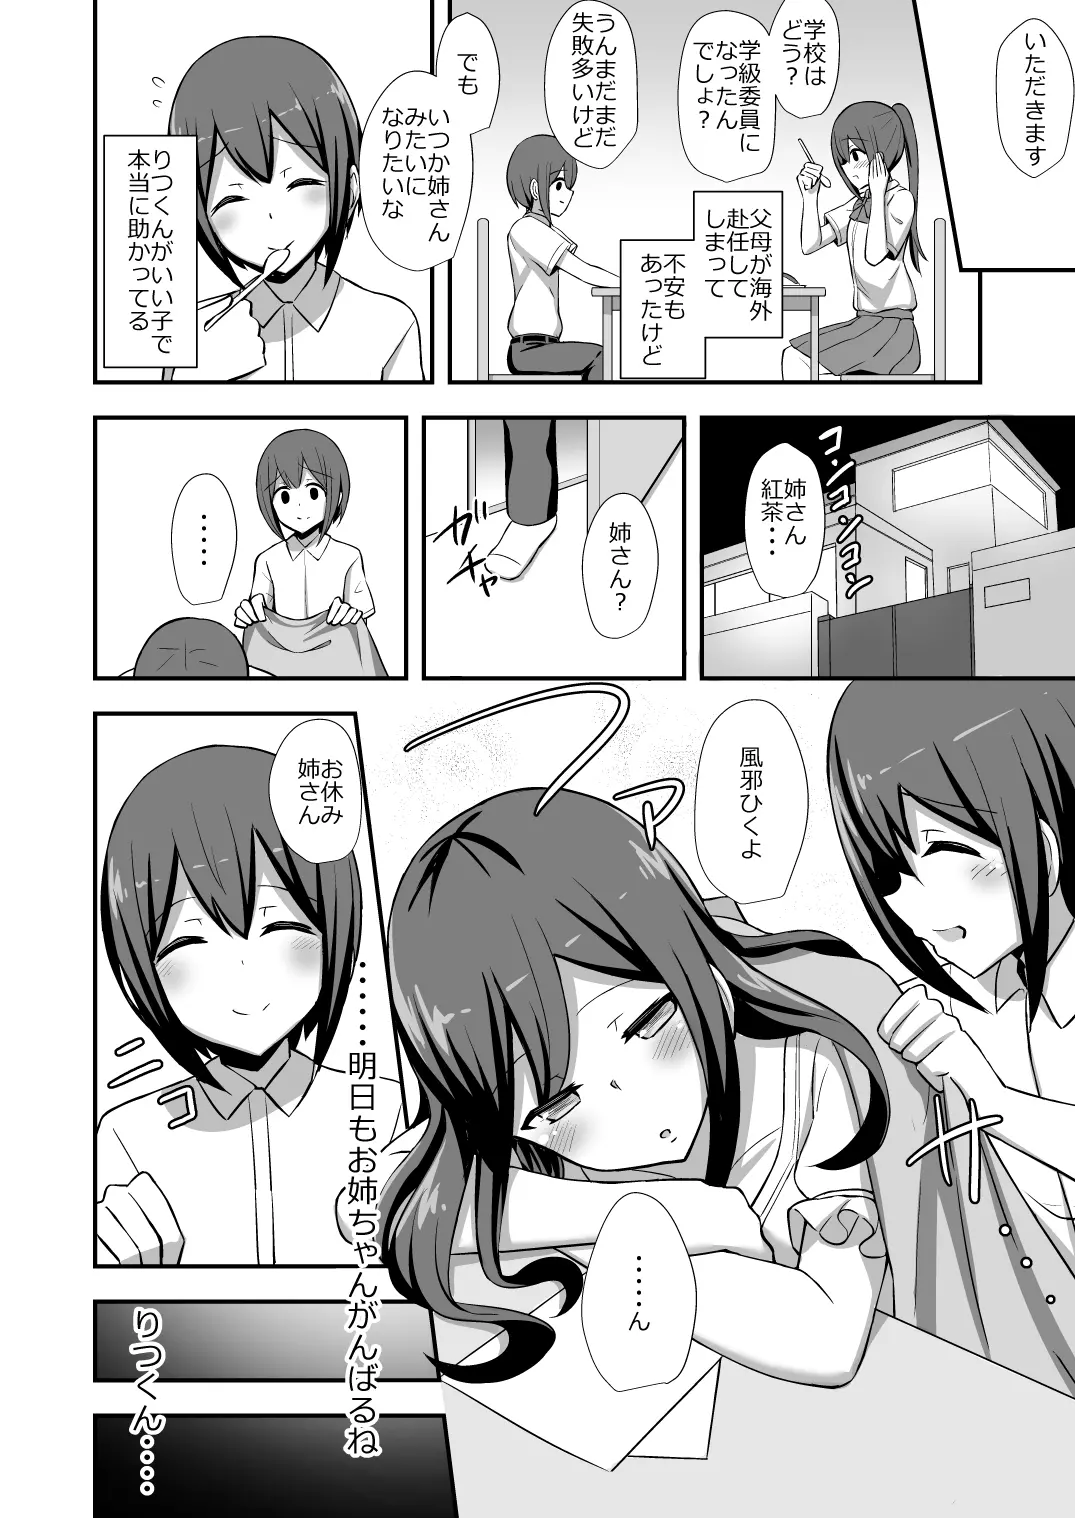 いただきます
学校は
どう？
学級委員に
なったん
でしょ？
うんまだまだ
失敗多いけど
父母が海外
赴任して
しまって
不安も
あったけど
でも
いつか姉さん
みたいに
なりたいな
りつくんがいい子で
本当に助かってる
コンコンコン
姉さん
紅茶・・・
姉さん？
ガチャ
・・・・・
風邪ひくよ
ファ
・・・・・ん
お休み
姉さん
ニコ
・・・・・・明日もお姉ちゃんがんばるね
りつくん・・・・・